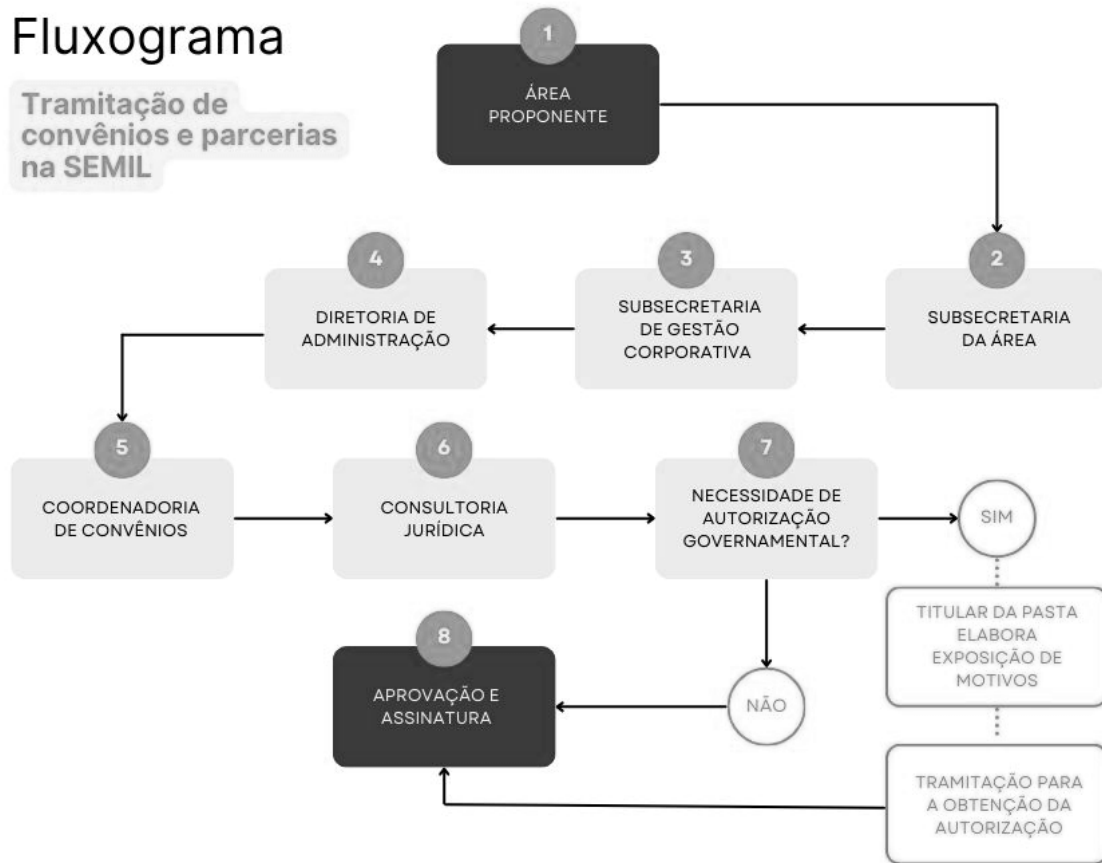 Fluxograma
Tramitação de
convênios e parcerias
na SEMIL
1
ÁREA
PROPONENTE
2
SUBSECRETARIA
DA ÁREA
3
SUBSECRETARIA
DE GESTÃO
CORPORATIVA
4
DIRETORIA DE
ADMINISTRAÇÃO
5
COORDENADORIA
DE CONVÊNIOS
6
CONSULTORIA
JURÍDICA
7
NECESSIDADE DE
AUTORIZAÇÃO
GOVERNAMENTAL?
SIM
TITULAR DA PASTA
ELABORA
EXPOSIÇÃO DE
MOTIVOS
TRAMITAÇÃO PARA
A OBTENÇÃO DA
AUTORIZAÇÃO
NÃO
8
APROVAÇÃO E
ASSINATURA